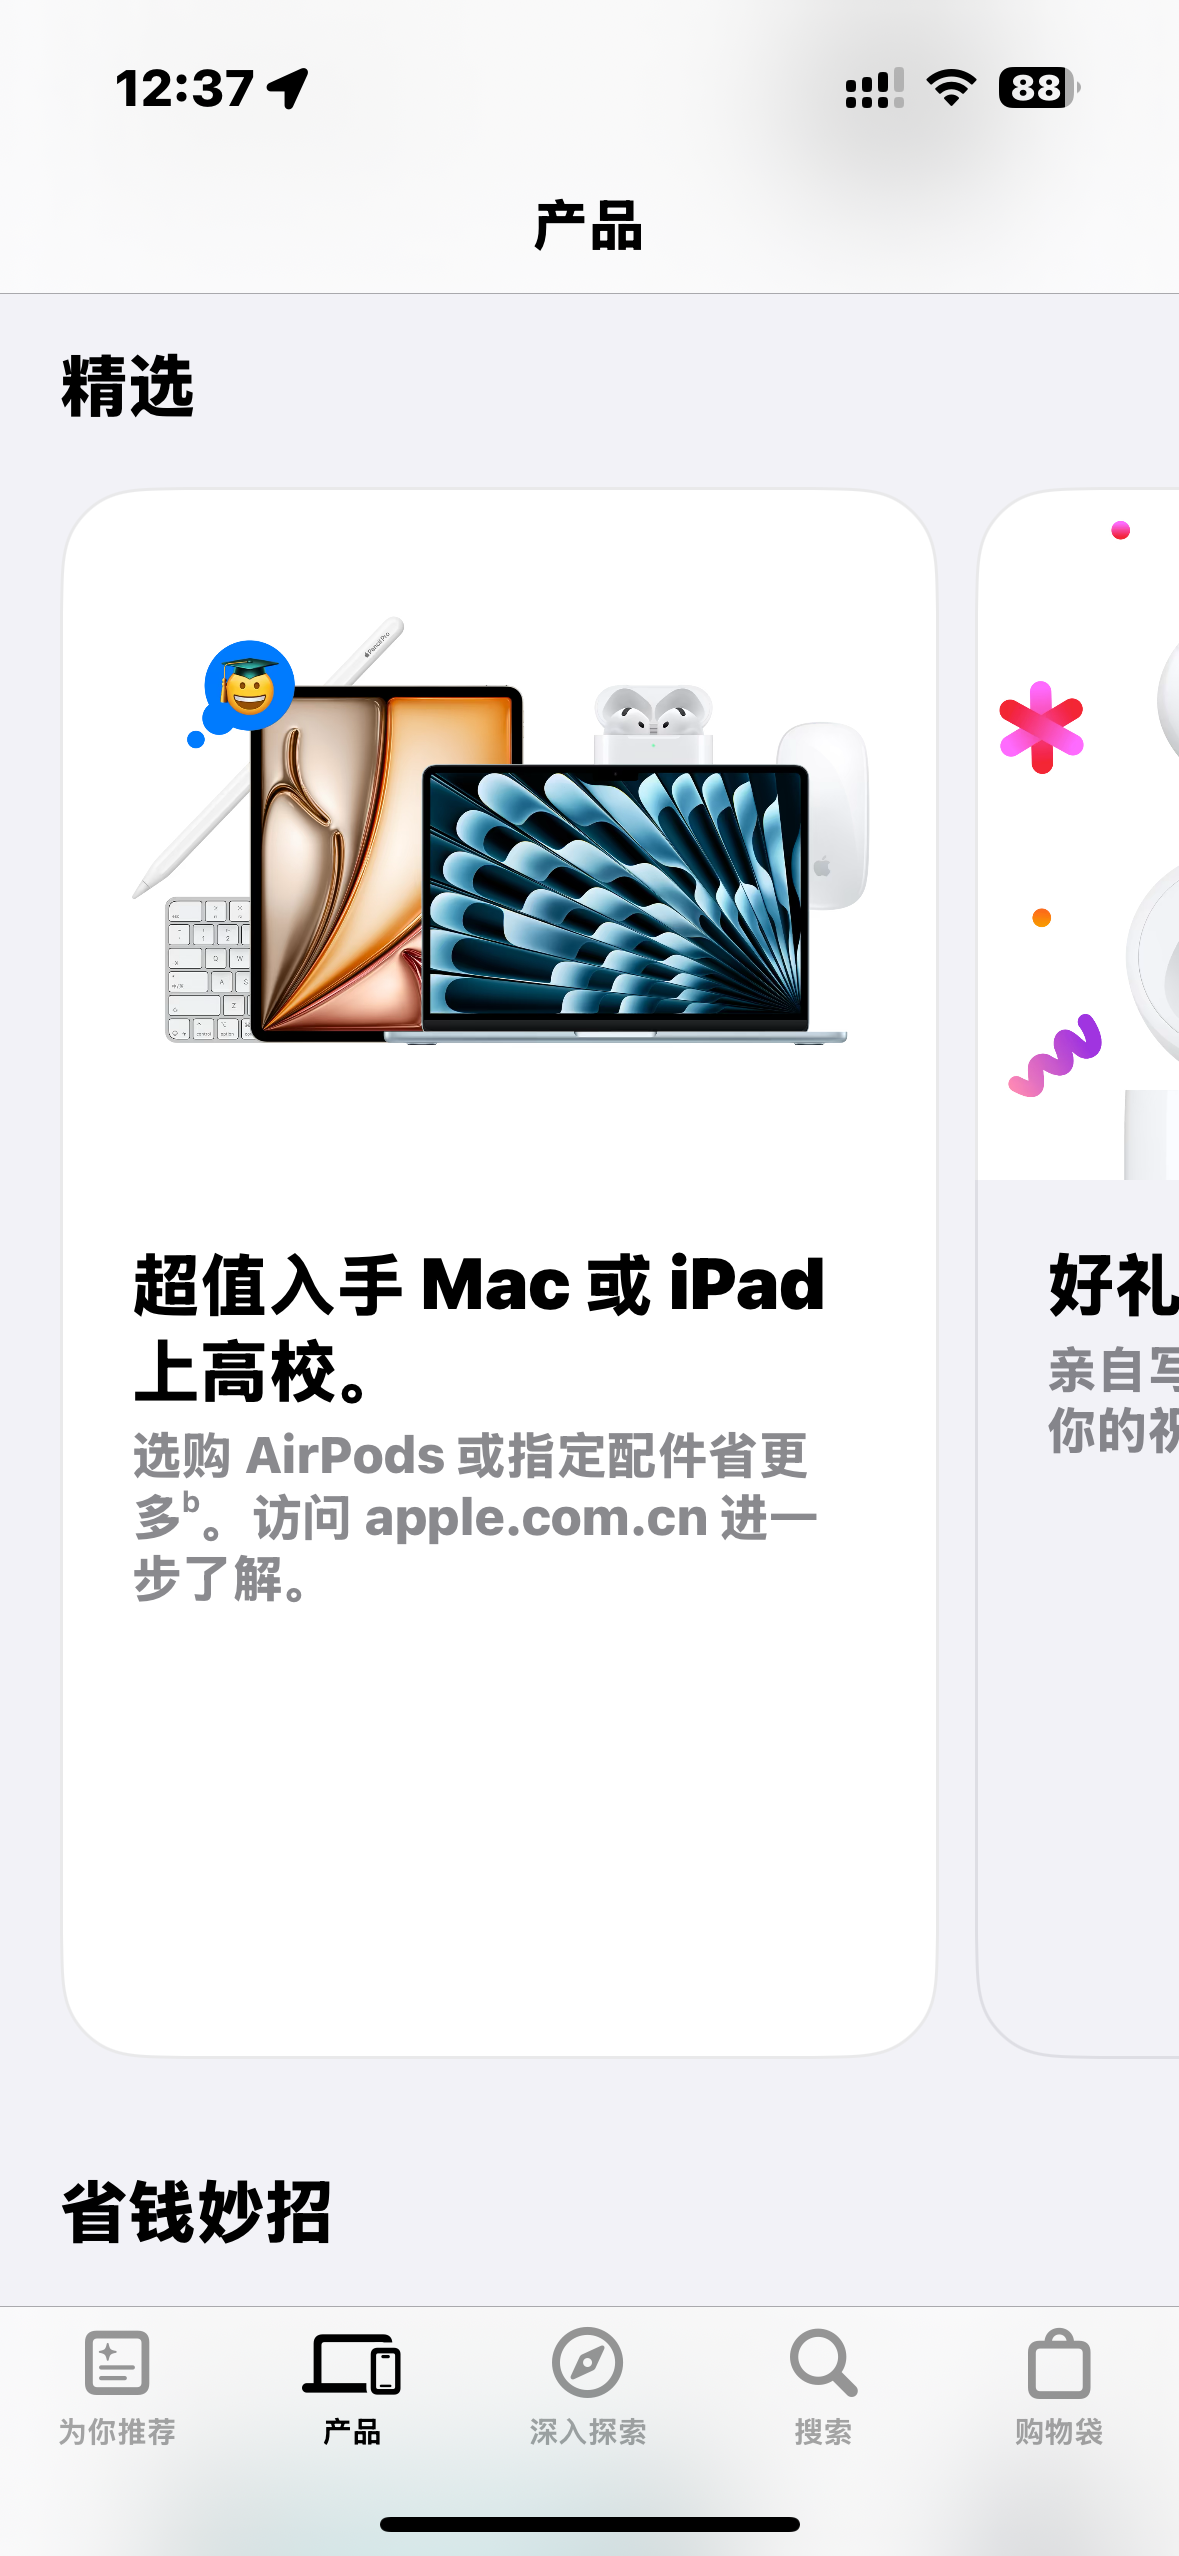 12:37
88
产品
精选
Pencil Pro
超值入手 Mac 或 iPad
上高校。
选购 AirPods 或指定配件省更
多ᵇ。访问 apple.com.cn 进一
步了解。
好礼
亲自写
你的祝
省钱妙招
为你推荐
产品
深入探索
搜索
购物袋